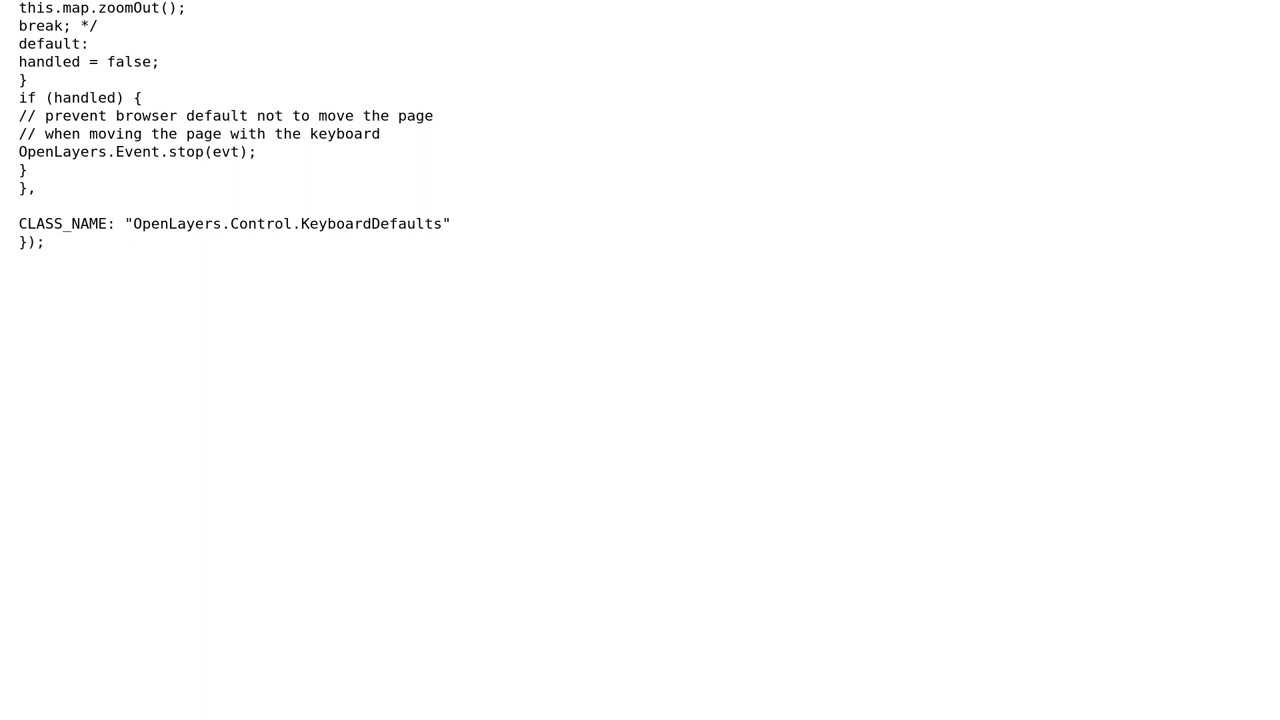 this.map.zoomOut();
break; */
default:
handled = false;
}
if (handled) {
// prevent browser default not to move the page
// when moving the page with the keyboard
OpenLayers.Event.stop(evt);
}
},

CLASS_NAME: "OpenLayers.Control.KeyboardDefaults"
});